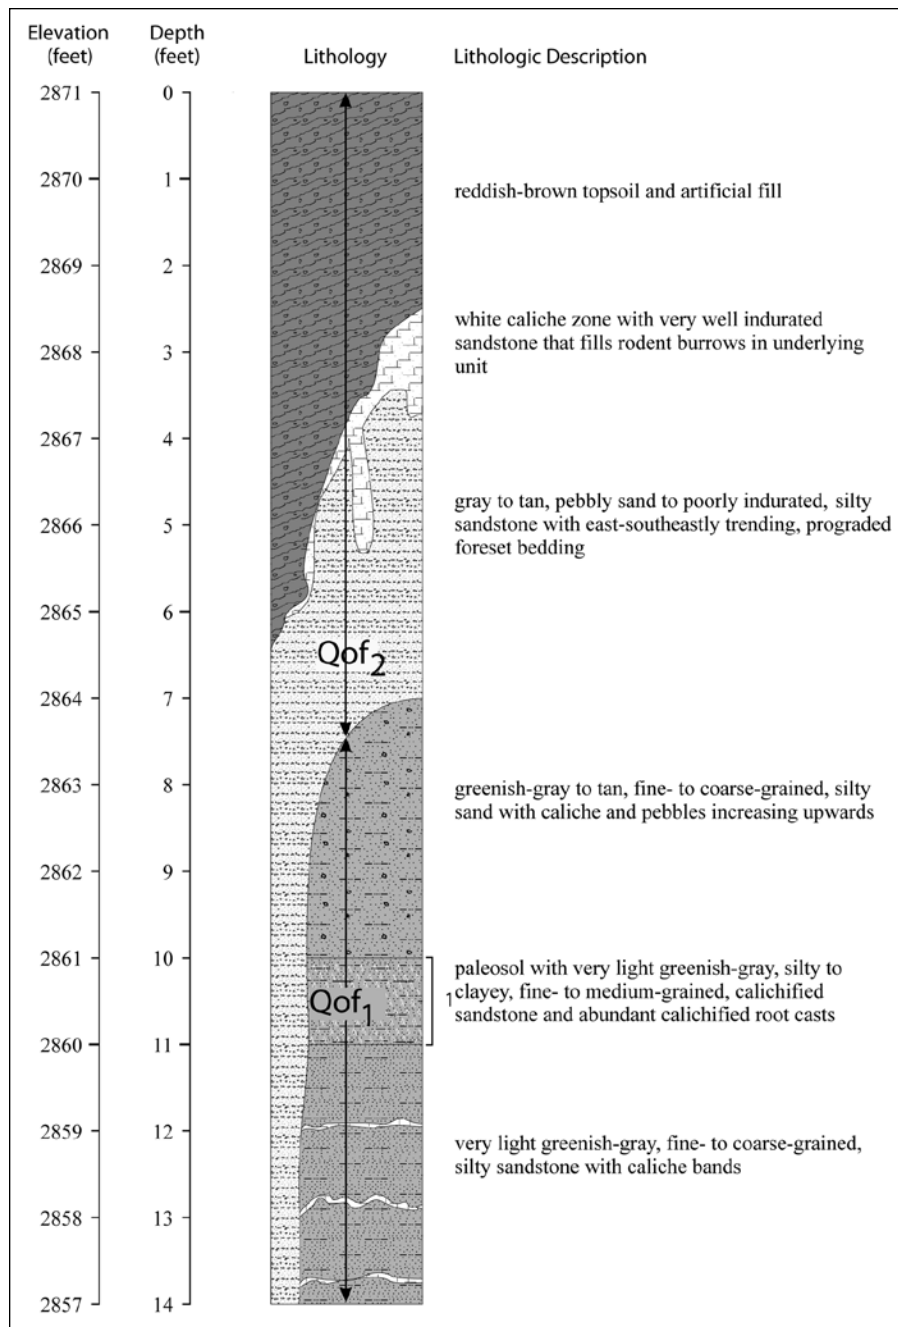 Elevation
(feet)
Depth
(feet)
Lithology
Lithologic Description
2871
0
2870
1
reddish-brown topsoil and artificial fill
2869
2
white caliche zone with very well indurated
sandstone that fills rodent burrows in underlying
unit
2868
3
2867
4
gray to tan, pebbly sand to poorly indurated, silty
sandstone with east-southeastly trending, prograded
foreset bedding
2866
5
2865
6
Qof2
2864
7
2863
8
greenish-gray to tan, fine- to coarse-grained, silty
sand with caliche and pebbles increasing upwards
2862
9
2861
10
paleosol with very light greenish-gray, silty to
clayey, fine- to medium-grained, calichified
sandstone and abundant calichified root casts
1
Qof1
2860
11
2859
12
very light greenish-gray, fine- to coarse-grained,
silty sandstone with caliche bands
2858
13
2857
14